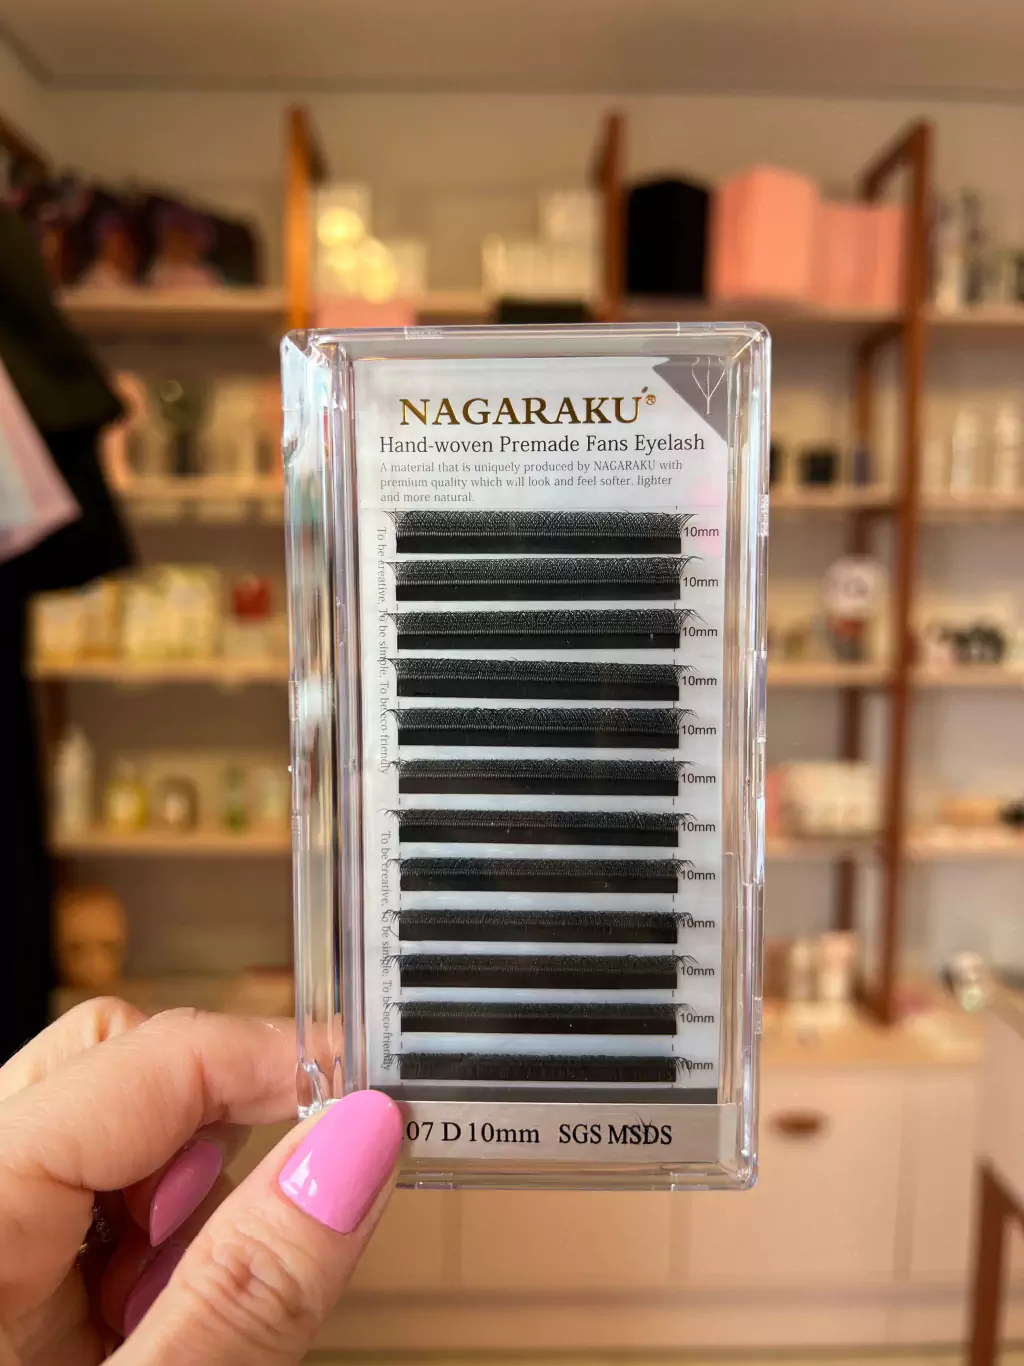 NAGARAKU®
Hand-woven Premade Fans Eyelash
A material that is uniquely produced by NAGARAKU with
premium quality which will look and feel softer, lighter
and more natural.
10mm
10mm
10mm
10mm
10mm
10mm
10mm
10mm
10mm
10mm
10mm
10mm
To be creative, To be simple, To be eco-friendly
To be creative, To be simple, To be eco-friendly
.07 D 10mm SGS MSDS